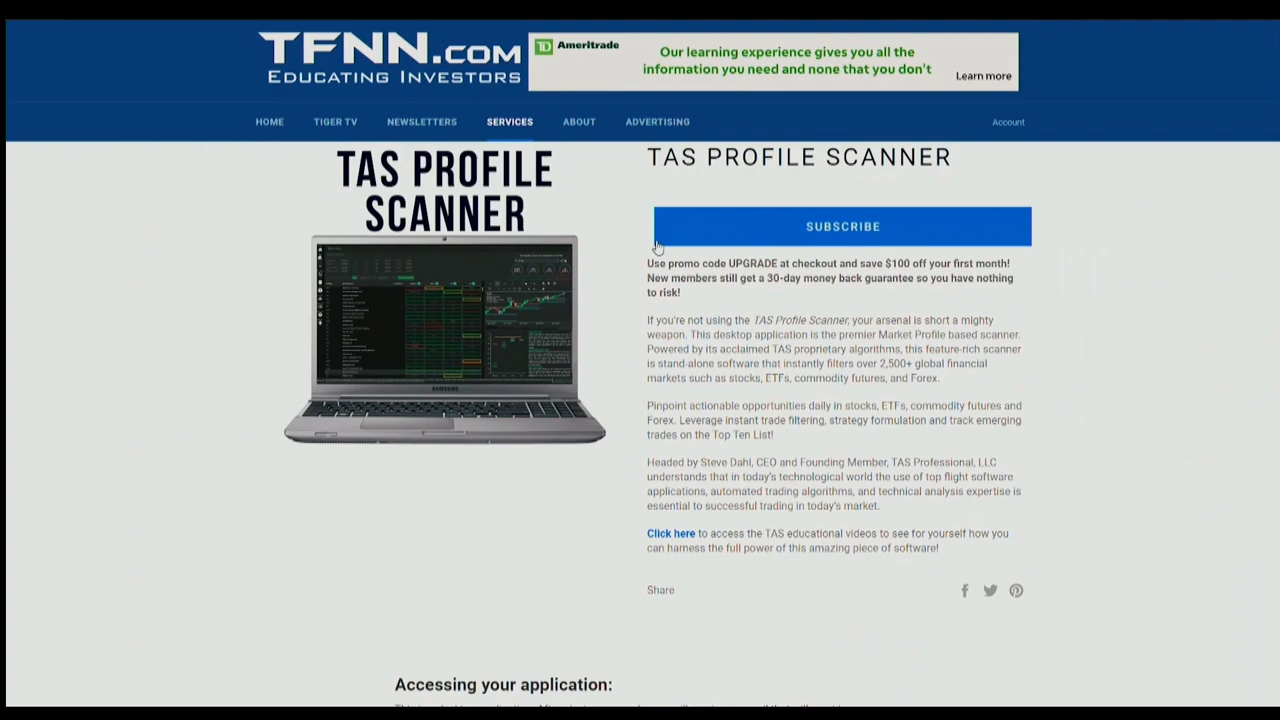 TFNN.COM
EDUCATING INVESTORS
TD Ameritrade
Our learning experience gives you all the
information you need and none that you don't
Learn more
HOME TIGER TV NEWSLETTERS SERVICES ABOUT ADVERTISING Account
TAS PROFILE
SCANNER
SAMSUNG
TAS PROFILE SCANNER
SUBSCRIBE
Use promo code UPGRADE at checkout and save $100 off your first month!
New members still get a 30-day money back guarantee so you have nothing
to risk!
If you're not using the TAS Profile Scanner, your arsenal is short a mighty
weapon. This desktop application is the premier Market Profile based scanner.
Powered by its acclaimed TAS proprietary algorithms, this feature-rich scanner
is stand-alone software that instantly filters over 2,500+ global financial
markets such as stocks, ETFs, commodity futures, and Forex.
Pinpoint actionable opportunities daily in stocks, ETFs, commodity futures and
Forex. Leverage instant trade filtering, strategy formulation and track emerging
trades on the Top Ten List!
Headed by Steve Dahl, CEO and Founding Member, TAS Professional, LLC
understands that in today's technological world the use of top flight software
applications, automated trading algorithms, and technical analysis expertise is
essential to successful trading in today's market.
Click here to access the TAS educational videos to see for yourself how you
can harness the full power of this amazing piece of software!
Share
Accessing your application: